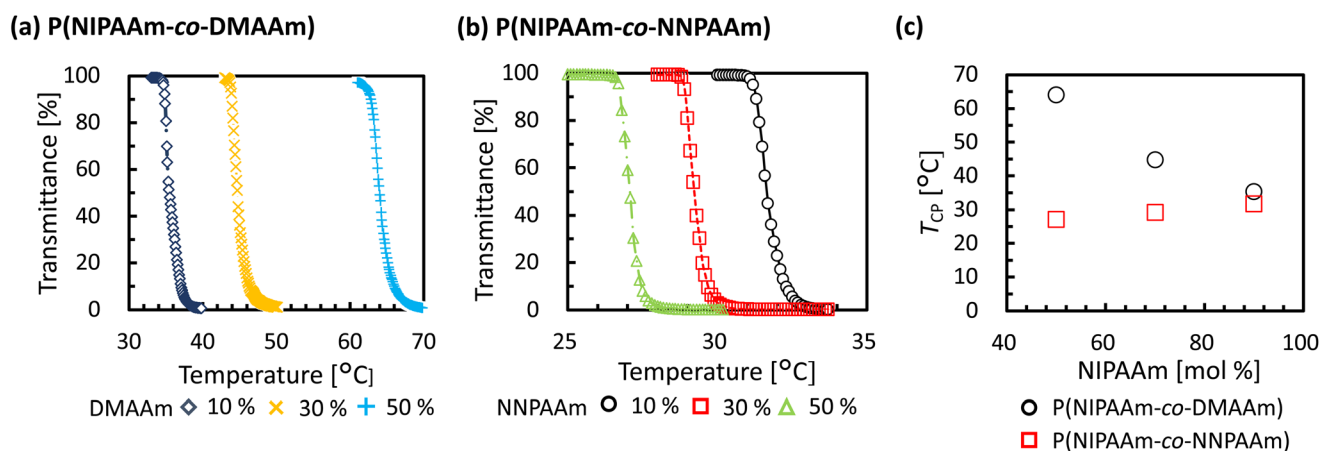 (a) P(NIPAAm-co-DMAAm)
Transmittance [%]
100
80
60
40
20
0
30 40 50 60 70
Temperature [°C]
DMAAm 10 % 30 % 50 %
(b) P(NIPAAm-co-NNPAAm)
Transmittance [%]
100
80
60
40
20
0
25 30 35
Temperature [°C]
NNPAAm 10 % 30 % 50 %
(c)
TCP [°C]
70
60
50
40
30
20
10
0
40 60 80 100
NIPAAm [mol %]
P(NIPAAm-co-DMAAm)
P(NIPAAm-co-NNPAAm)